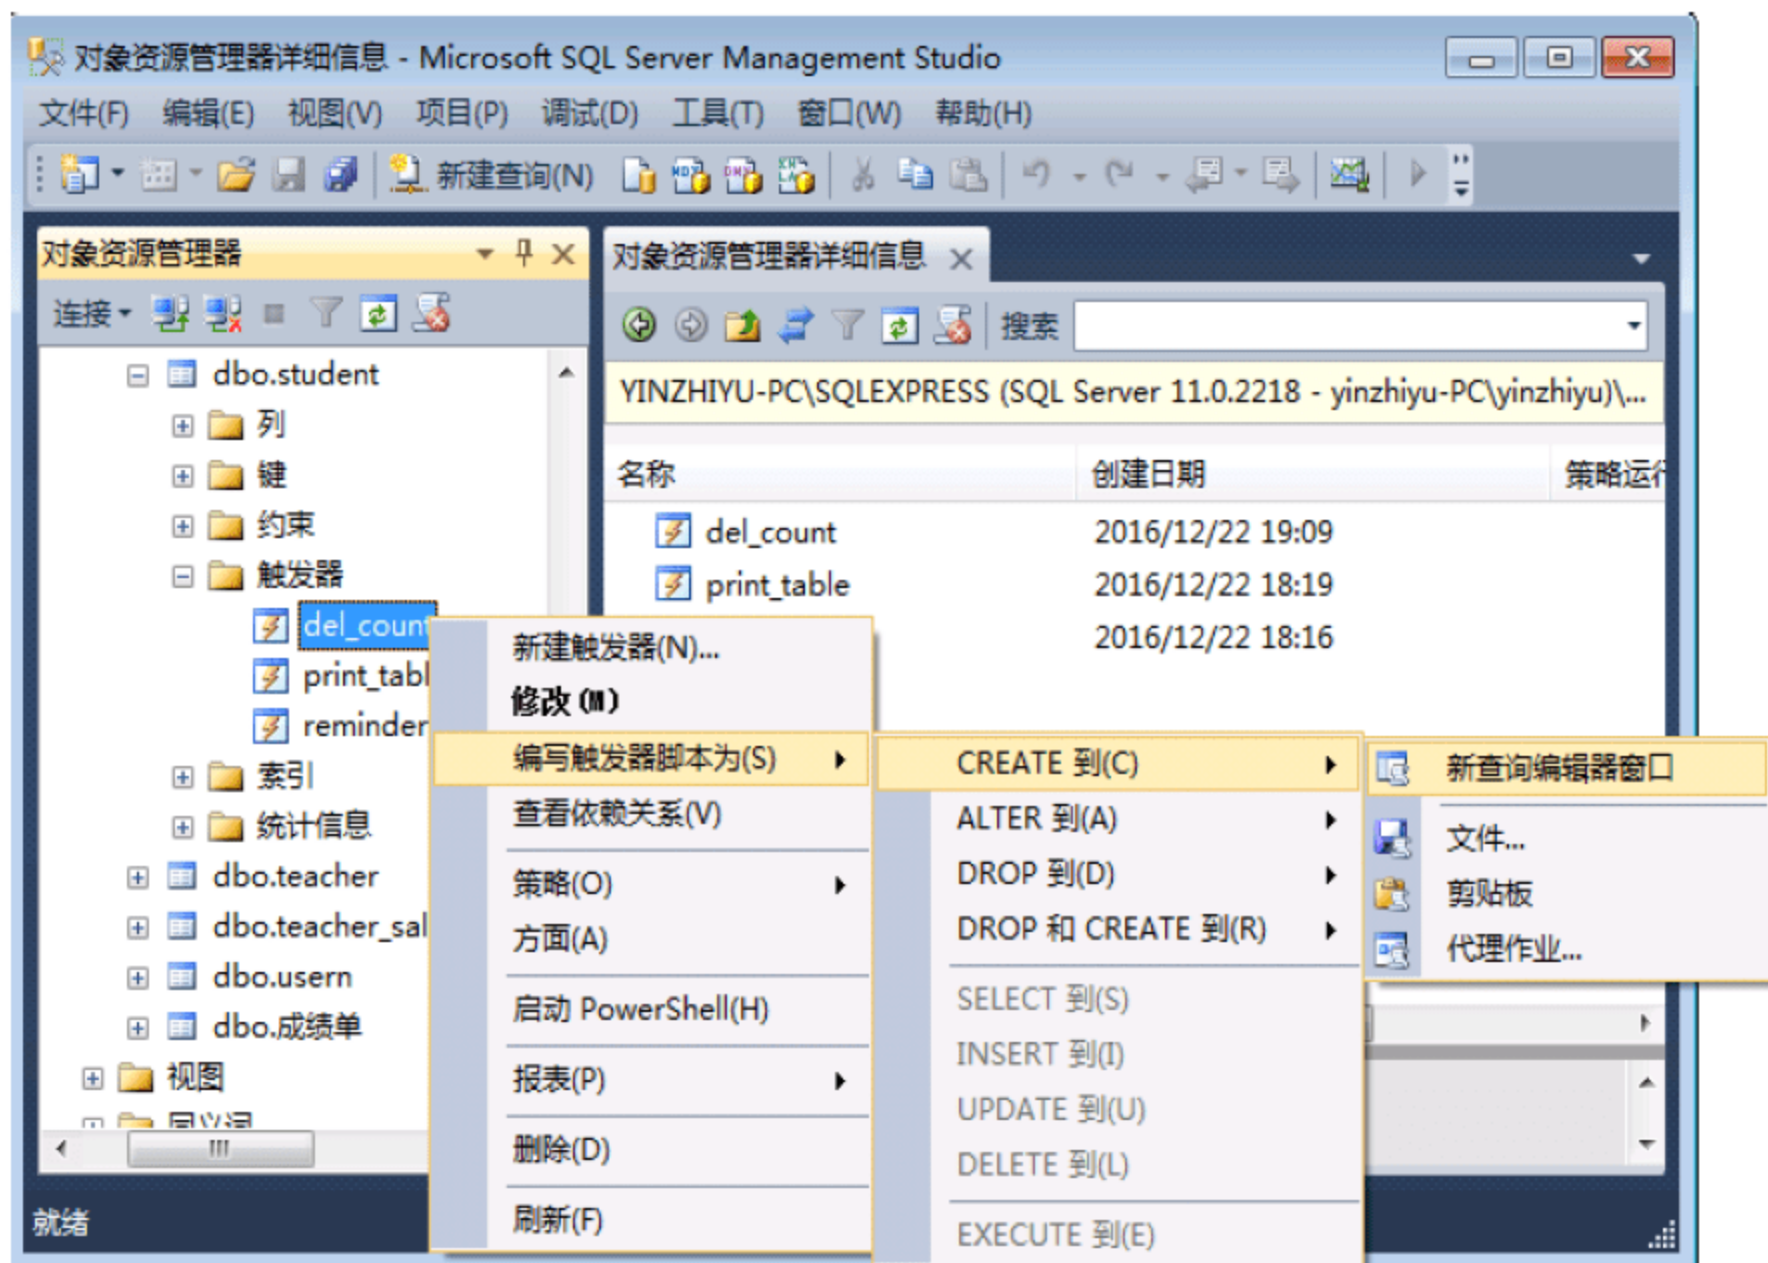 对象资源管理器详细信息 - Microsoft SQL Server Management Studio
文件(F) 编辑(E) 视图(V) 项目(P) 调试(D) 工具(T) 窗口(W) 帮助(H)
新建查询(N)
对象资源管理器
连接
dbo.student
列
键
约束
触发器
del_count
print_tabl
reminder
索引
统计信息
dbo.teacher
dbo.teacher_sal
dbo.usern
dbo.成绩单
视图
同义词
对象资源管理器详细信息
搜索
YINZHIYU-PC\SQLEXPRESS (SQL Server 11.0.2218 - yinzhiyu-PC\yinzhiyu)\...
名称 创建日期 策略运行
del_count 2016/12/22 19:09
print_table 2016/12/22 18:19
2016/12/22 18:16
新建触发器(N)...
修改(M)
编写触发器脚本为(S)
查看依赖关系(V)
策略(O)
方面(A)
启动 PowerShell(H)
报表(P)
删除(D)
刷新(F)
CREATE 到(C)
ALTER 到(A)
DROP 到(D)
DROP 和 CREATE 到(R)
SELECT 到(S)
INSERT 到(I)
UPDATE 到(U)
DELETE 到(L)
EXECUTE 到(E)
新查询编辑器窗口
文件...
剪贴板
代理作业...
就绪